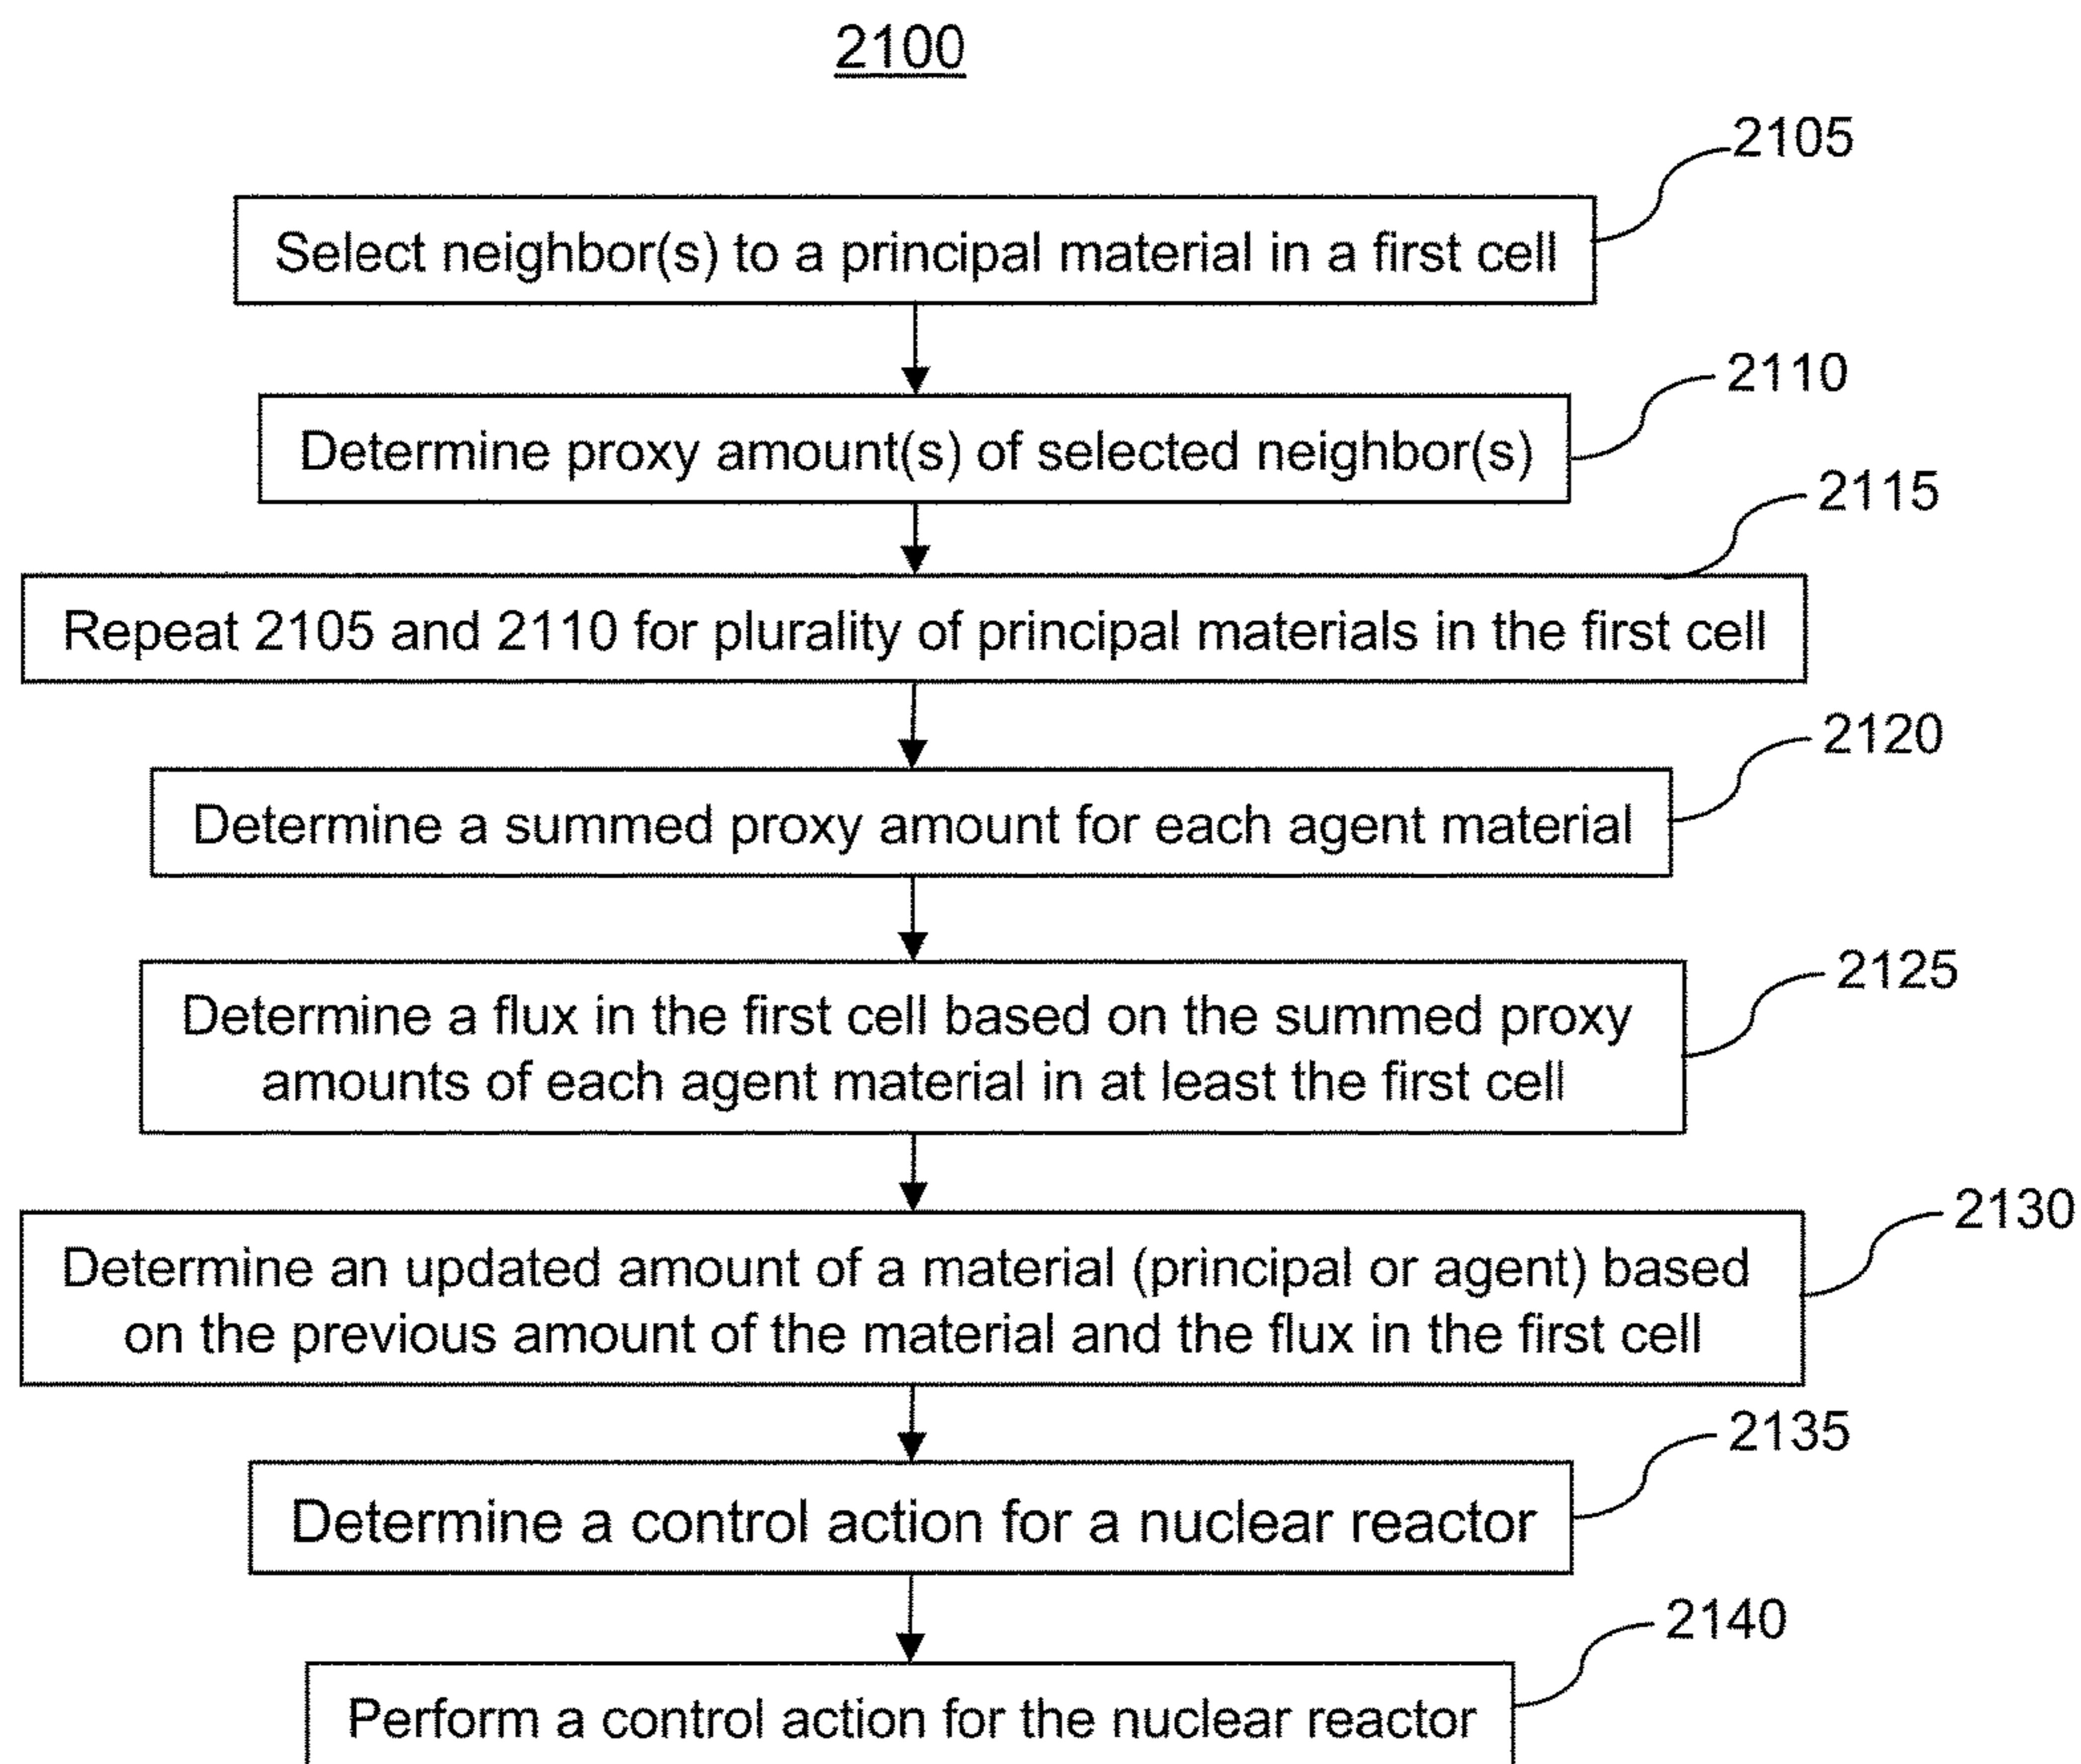 2100
2105
Select neighbor(s) to a principal material in a first cell
2110
Determine proxy amount(s) of selected neighbor(s)
2115
Repeat 2105 and 2110 for plurality of principal materials in the first cell
2120
Determine a summed proxy amount for each agent material
2125
Determine a flux in the first cell based on the summed proxy
amounts of each agent material in at least the first cell
2130
Determine an updated amount of a material (principal or agent) based
on the previous amount of the material and the flux in the first cell
2135
Determine a control action for a nuclear reactor
2140
Perform a control action for the nuclear reactor